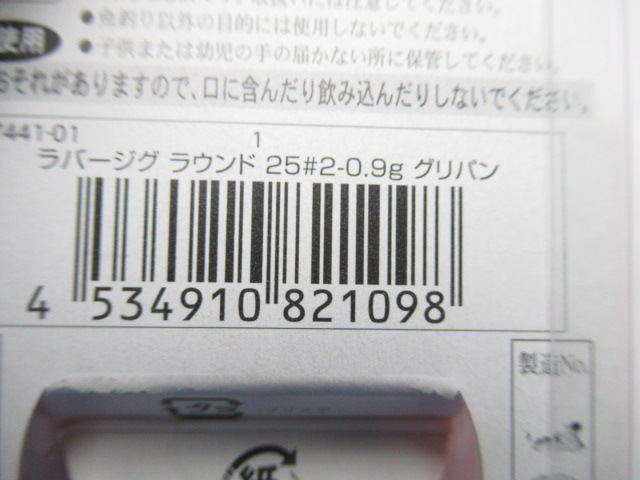 ● 魚釣り以外の目的には使用しないでください。
使用
● 子供または幼児の手の届かない所に保管してください。
おそれがありますので、口に含んだり飲み込んだりしないでください。
441-01
1
ラバージグ ラウンド 25#2-0.9g グリパン
4 534910 821098
製造No.
紙